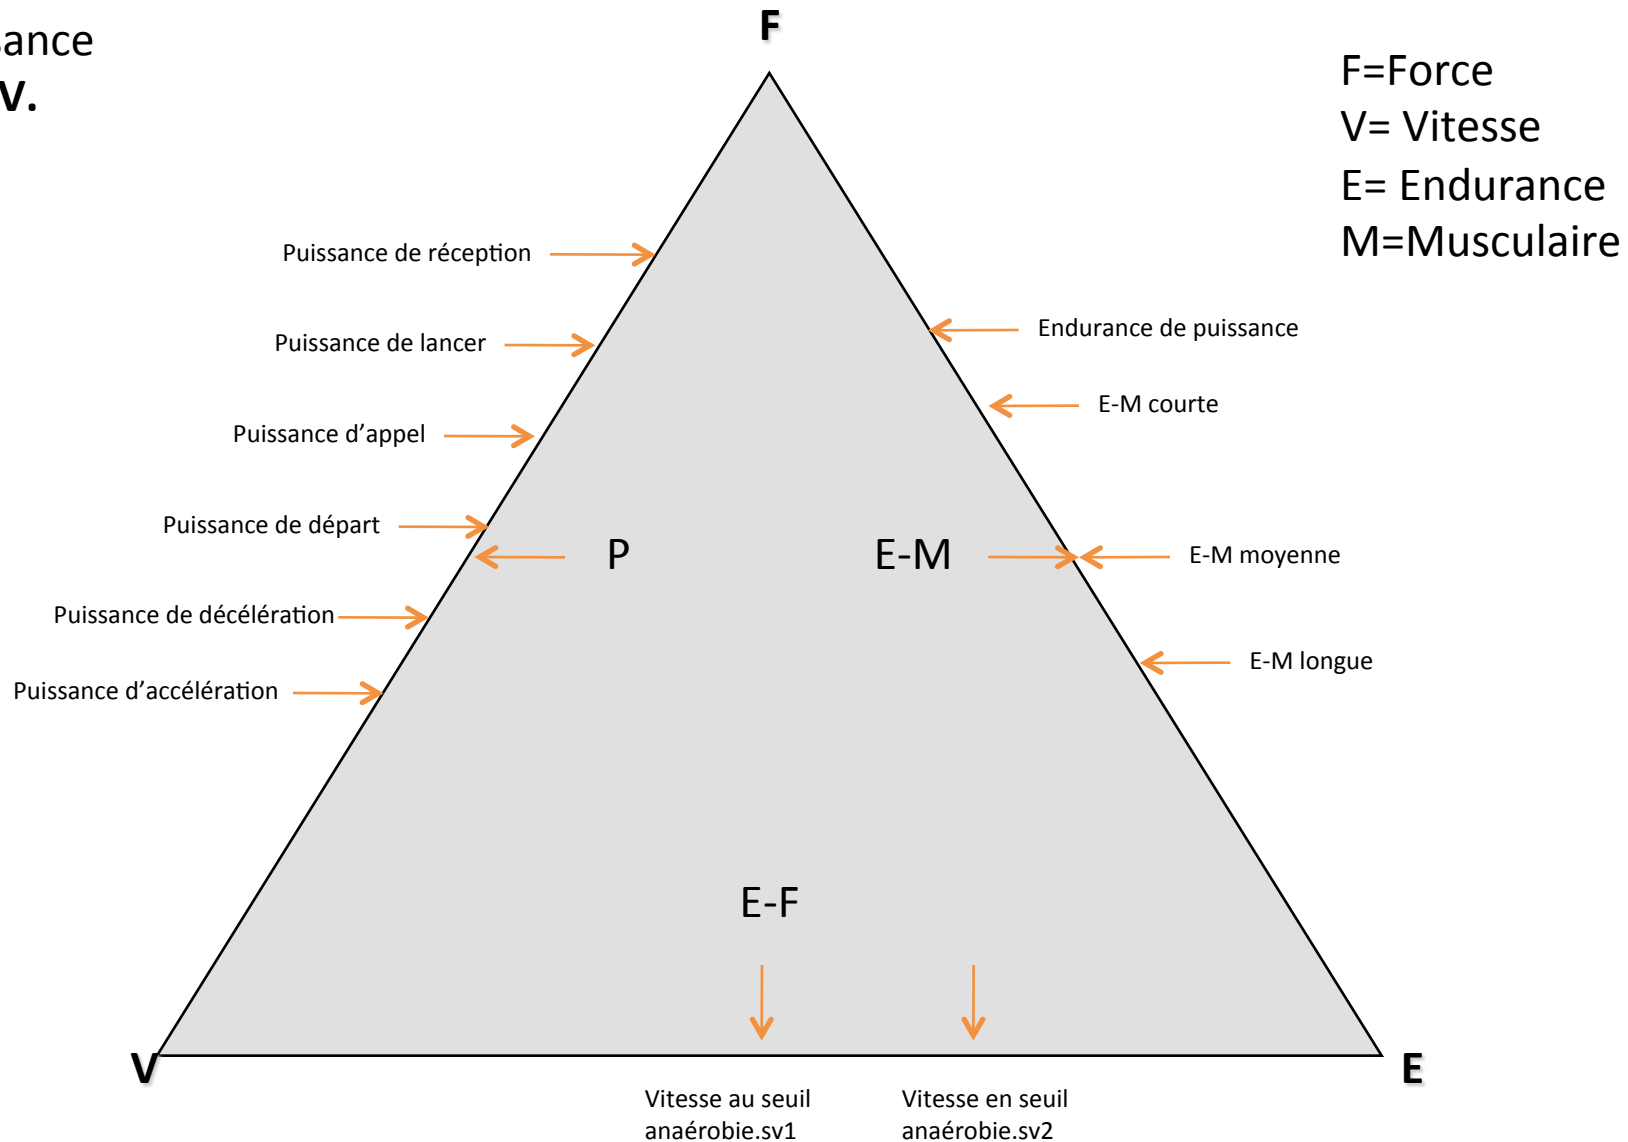 sance
V.
F
F=Force
V= Vitesse
E= Endurance
M=Musculaire
Puissance de réception
Puissance de lancer
Puissance d’appel
Puissance de départ
Puissance de décélération
Puissance d’accélération
Endurance de puissance
E-M courte
P
E-M
E-M moyenne
E-M longue
E-F
V
E
Vitesse au seuil
anaérobie.sv1
Vitesse en seuil
anaérobie.sv2